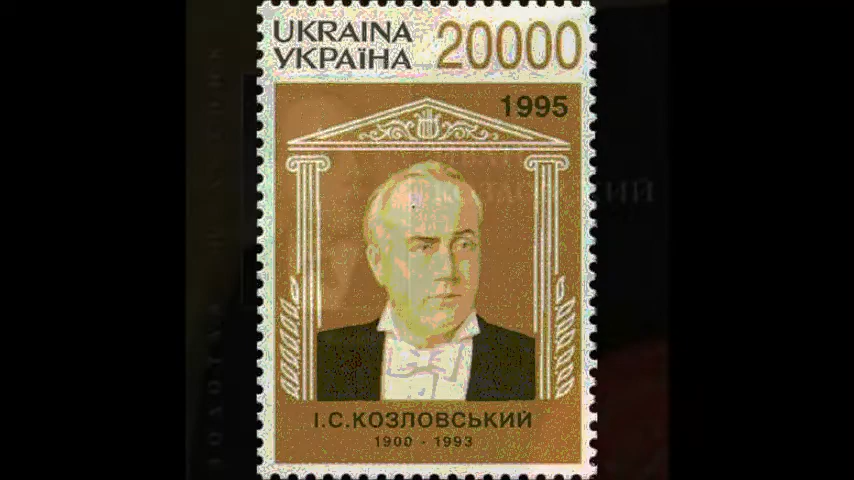 UKRAINA
УКРАЇНА
20000
1995
І.С.КОЗЛОВСЬКИЙ
1900 - 1993